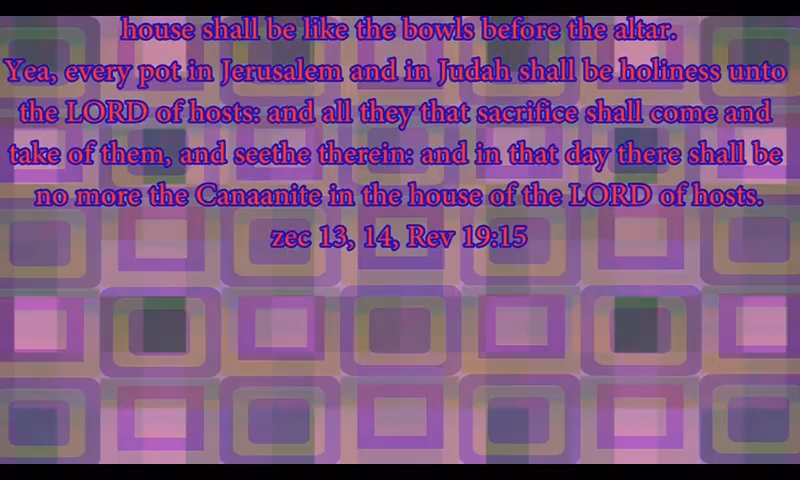 house shall be like the bowls before the altar.
Yea, every pot in Jerusalem and in Judah shall be holiness unto
the LORD of hosts: and all they that sacrifice shall come and
take of them, and seethe therein: and in that day there shall be
no more the Canaanite in the house of the LORD of hosts.
zec 13, 14, Rev 19:15